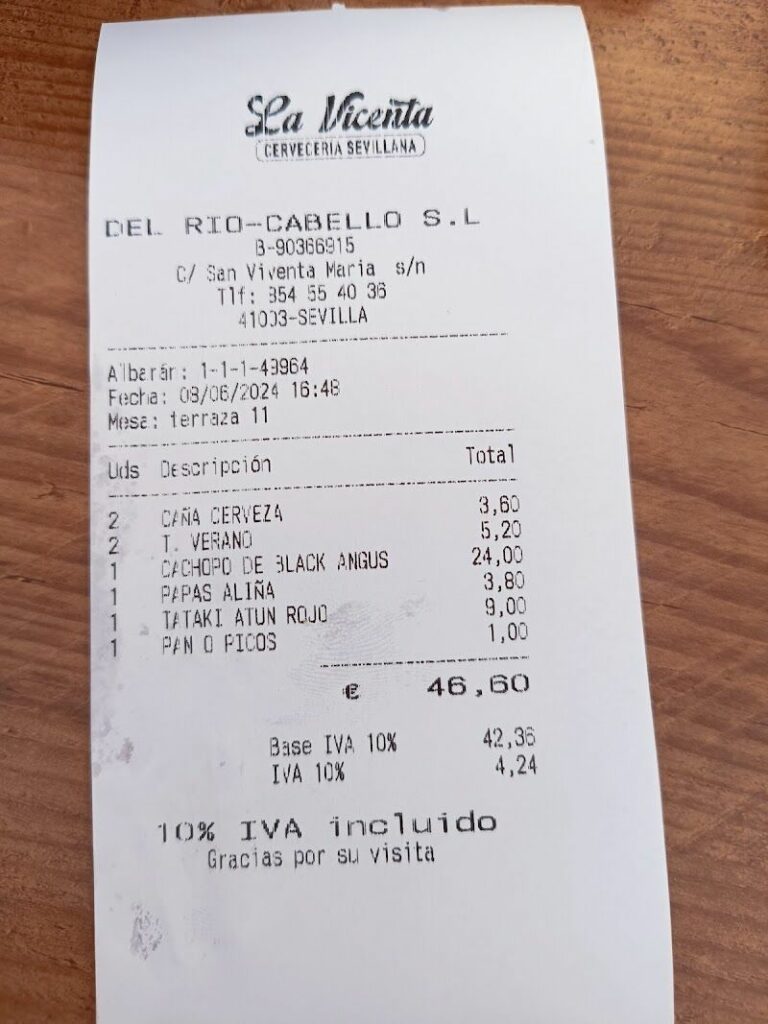 La Vicenta
CERVECERÍA SEVILLANA
DEL RIO-CABELLO S.L
B-90366915
C/ San Viventa Maria s/n
Tlf: 954 55 40 36
41003-SEVILLA
Albarán: 1-1-1-49964
Fecha: 08/06/2024 16:48
Mesa: terraza 11
Uds Descripción Total
2 CAÑA CERVEZA 3,60
2 T. VERANO 5,20
1 CACHOPO DE BLACK ANGUS 24,00
1 PAPAS ALIÑA 3,80
1 TATAKI ATUN ROJO 9,00
1 PAN O PICOS 1,00
€ 46,60
Base IVA 10% 42,36
IVA 10% 4,24
10% IVA incluido
Gracias por su visita